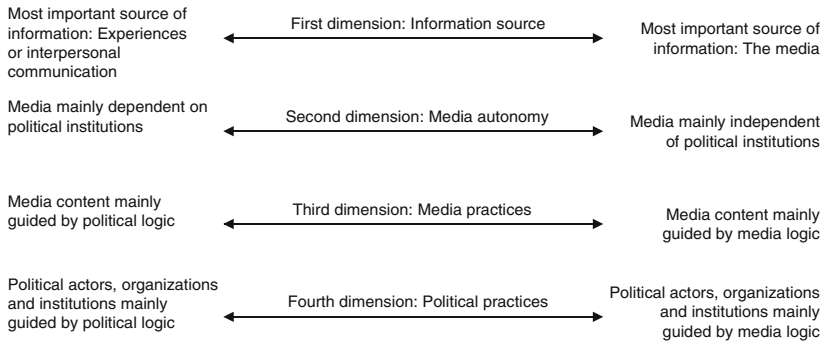 Most important source of
information: Experiences
or interpersonal
communication
First dimension: Information source
Most important source of
information: The media
Media mainly dependent on
political institutions
Second dimension: Media autonomy
Media mainly independent
of political institutions
Media content mainly
guided by political logic
Third dimension: Media practices
Media content mainly
guided by media logic
Political actors, organizations
and institutions mainly
guided by political logic
Fourth dimension: Political practices
Political actors, organizations
and institutions mainly
guided by media logic